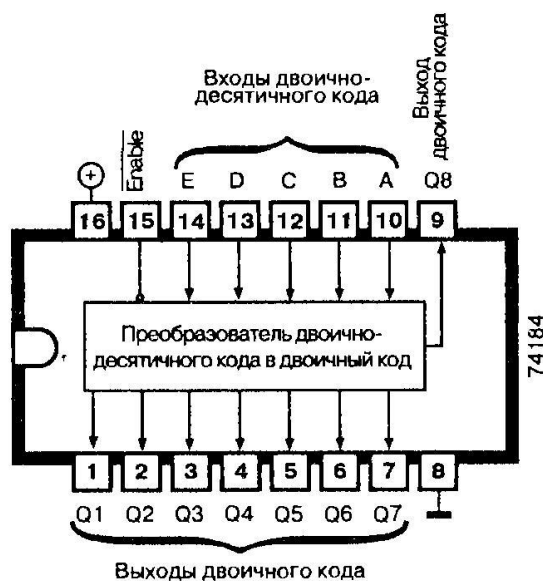 Входы двоично-
десятичного кода
Выход
двоичного кода
Enable
E D C B A Q8
16 15 14 13 12 11 10 9
Преобразователь двоично-
десятичного кода в двоичный код
74184
1 2 3 4 5 6 7 8
Q1 Q2 Q3 Q4 Q5 Q6 Q7
Выходы двоичного кода